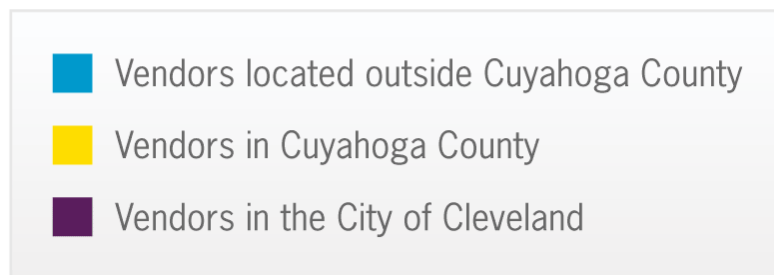 Vendors located outside Cuyahoga County
Vendors in Cuyahoga County
Vendors in the City of Cleveland